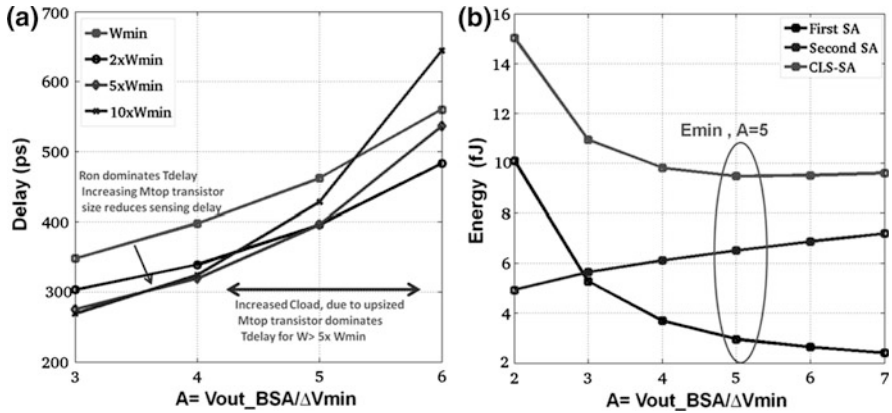 (a)
700
600
500
400
300
200
Delay (ps)
Wmin
2xWmin
5xWmin
10xWmin
Ron dominates Tdelay
Increasing Mtop transistor
size reduces sensing delay
Increased Cload, due to upsized
Mtop transistor dominates
Tdelay for W> 5x Wmin
3 4 5 6
A= Vout_BSA/ΔVmin
(b)
16
14
12
10
8
6
4
2
Energy (fJ)
First SA
Second SA
CLS-SA
Emin , A=5
2 3 4 5 6 7
A= Vout_BSA/ΔVmin